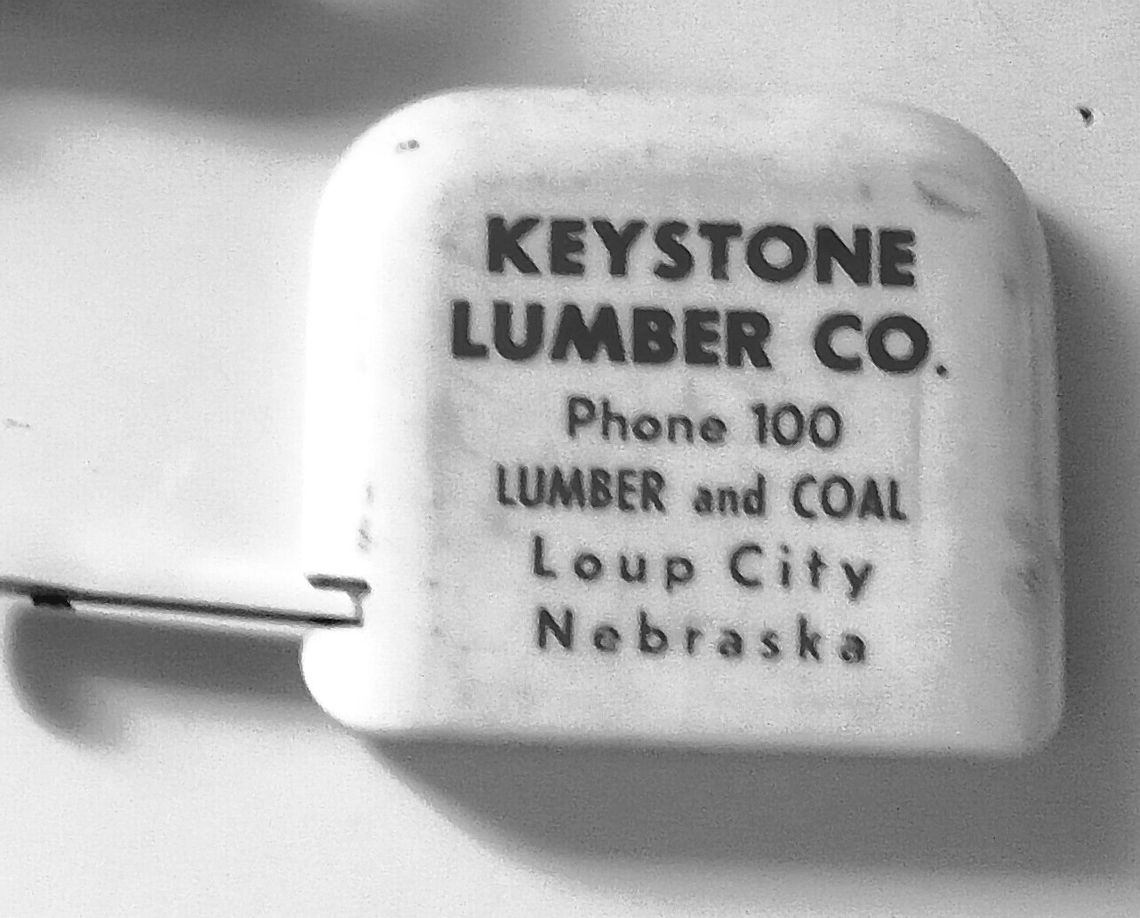 KEYSTONE
LUMBER CO.
Phone 100
LUMBER and COAL
Loup City
Nebraska